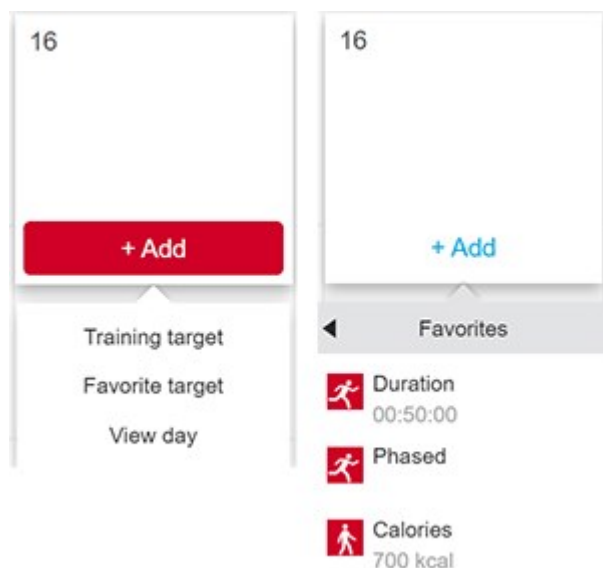 16
+ Add
Training target
Favorite target
View day
16
+ Add
Favorites
Duration
00:50:00
Phased
Calories
700 kcal